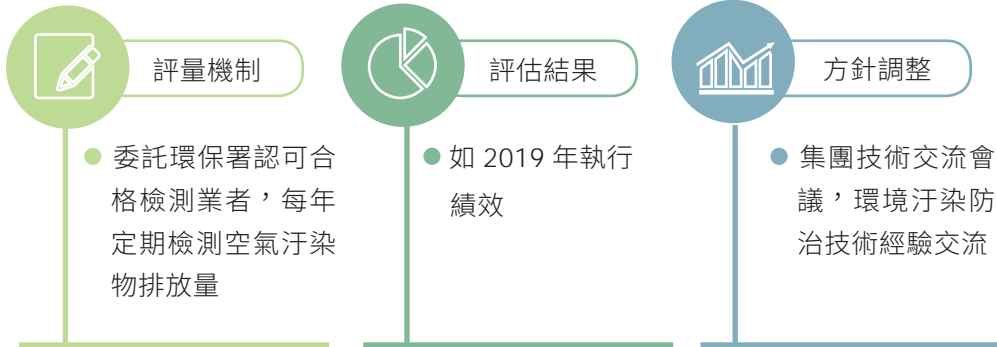 評量機制
委託環保署認可合
格檢測業者，每年
定期檢測空氣汙染
物排放量
評估結果
如 2019 年執行
績效
方針調整
集團技術交流會
議，環境汙染防
治技術經驗交流